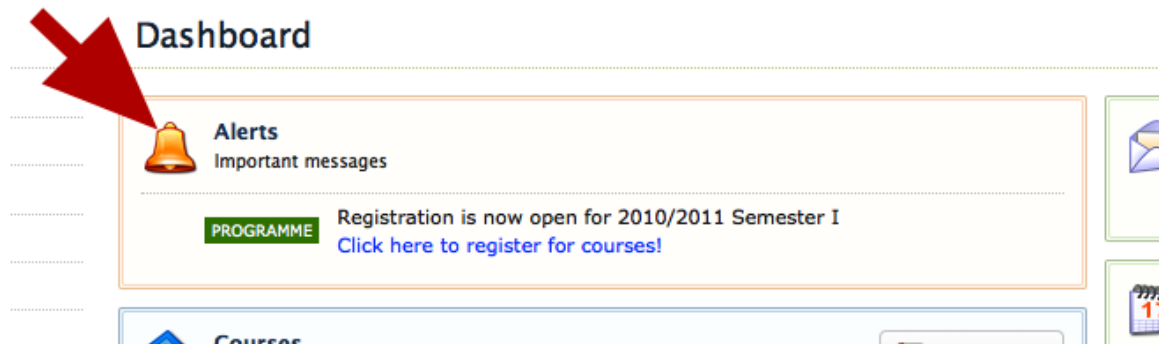 Dashboard
Alerts
Important messages
PROGRAMME
Registration is now open for 2010/2011 Semester I
Click here to register for courses!
Courses